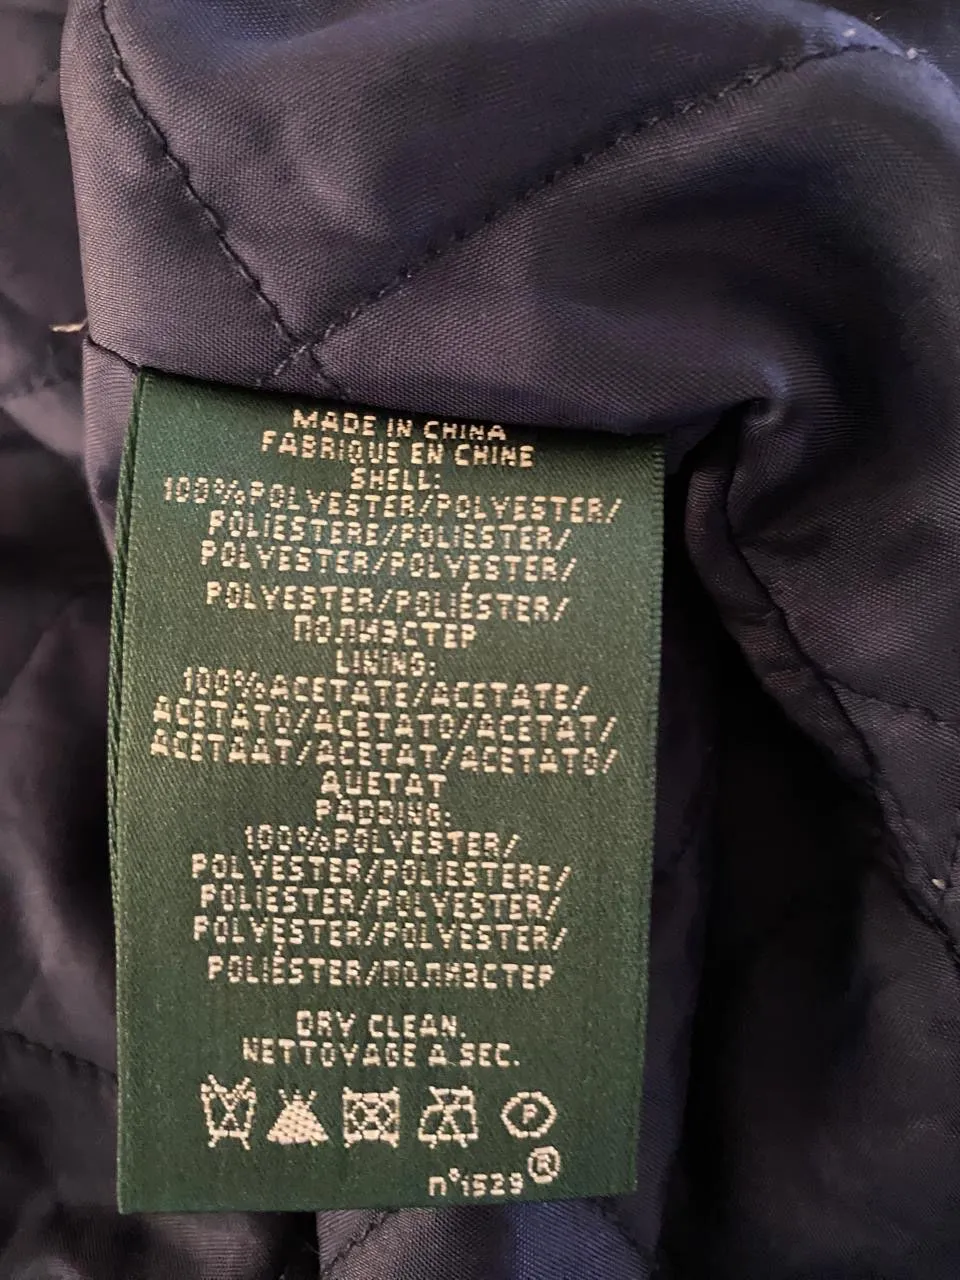 MADE IN CHINA
FABRIQUE EN CHINE
SHELL:
100%POLYESTER/POLYESTER/
POLIESTERE/POLIESTER/
POLYESTER/POLYESTER/
POLYESTER/POLIÉSTER/
ПОЛИЭСТЕР
LINING:
100%ACETATE/ACETATE/
ACETATO/ACETATO/ACETAT/
ACETAAT/ACETAT/ACETATO/
АЦЕТАТ
PADDING:
100%POLYESTER/
POLYESTER/POLIESTERE/
POLIESTER/POLYESTER/
POLYESTER/POLYESTER/
POLIÉSTER/ПОЛИЭСТЕР
DRY CLEAN.
NETTOYAGE A SEC.
P
n°1529®